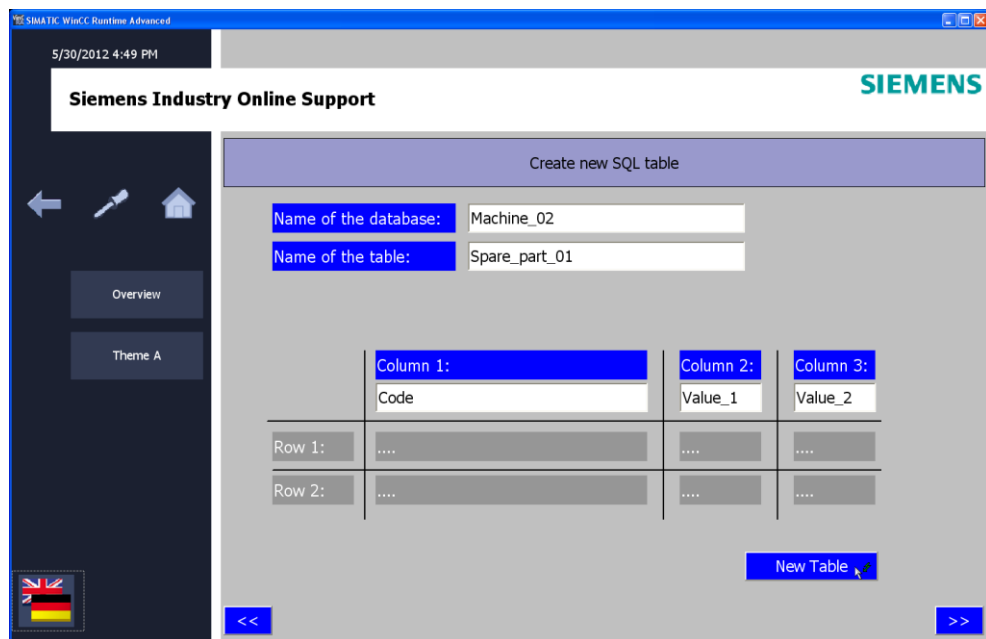 SIMATIC WinCC Runtime Advanced
5/30/2012 4:49 PM
Siemens Industry Online Support
SIEMENS
Create new SQL table
Name of the database: Machine_02
Name of the table: Spare_part_01
Overview
Theme A
Column 1: Column 2: Column 3:
Code Value_1 Value_2
Row 1: .... .... ....
Row 2: .... .... ....
New Table
<< >>